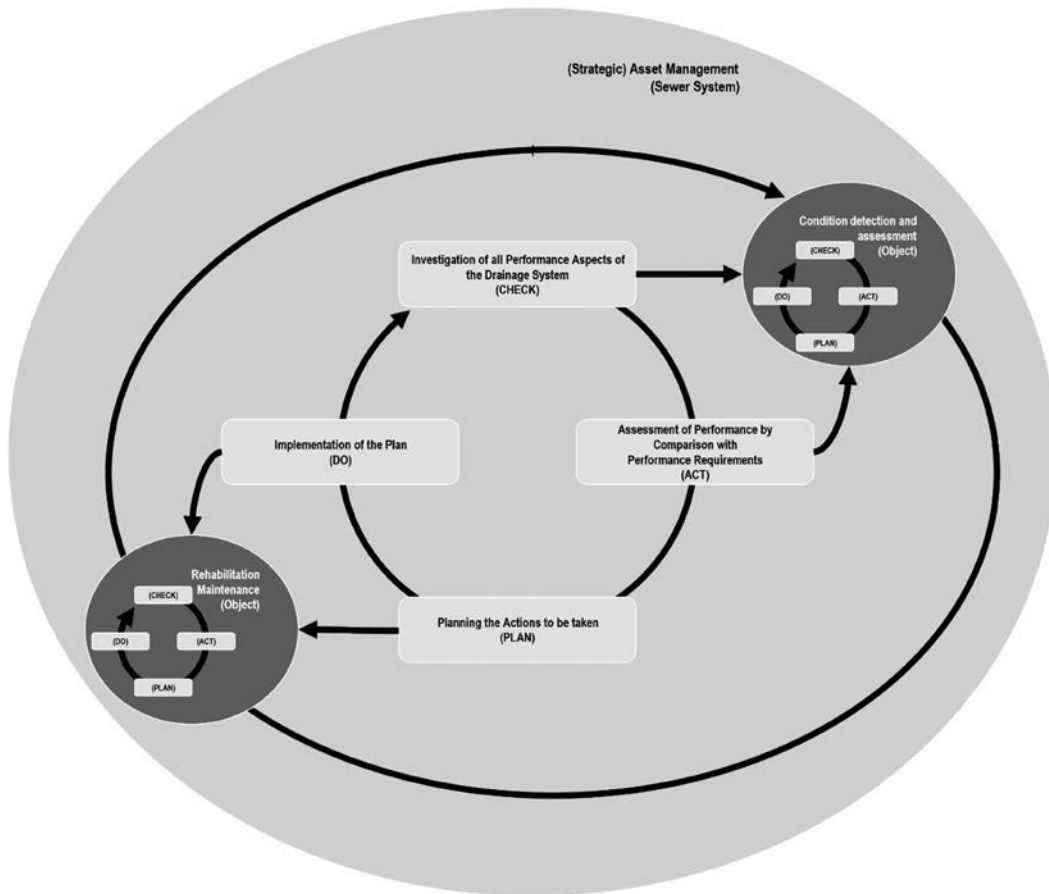 (Strategic) Asset Management
(Sewer System)
Condition detection and
assessment
(Object)
(CHECK)
(DO)
(ACT)
(PLAN)
Investigation of all Performance Aspects of
the Drainage System
(CHECK)
Implementation of the Plan
(DO)
Assessment of Performance by
Comparison with
Performance Requirements
(ACT)
Rehabilitation
Maintenance
(Object)
(CHECK)
(DO)
(ACT)
(PLAN)
Planning the Actions to be taken
(PLAN)